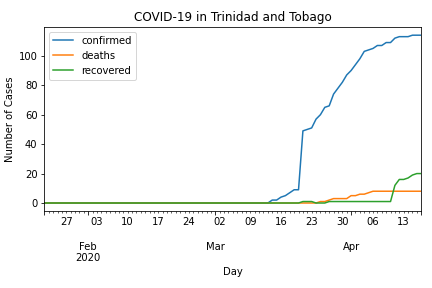 COVID-19 in Trinidad and Tobago
confirmed
deaths
recovered
Number of Cases
100
80
60
40
20
0
27 03 10 17 24 02 09 16 23 30 06 13
Feb Mar Apr
2020
Day